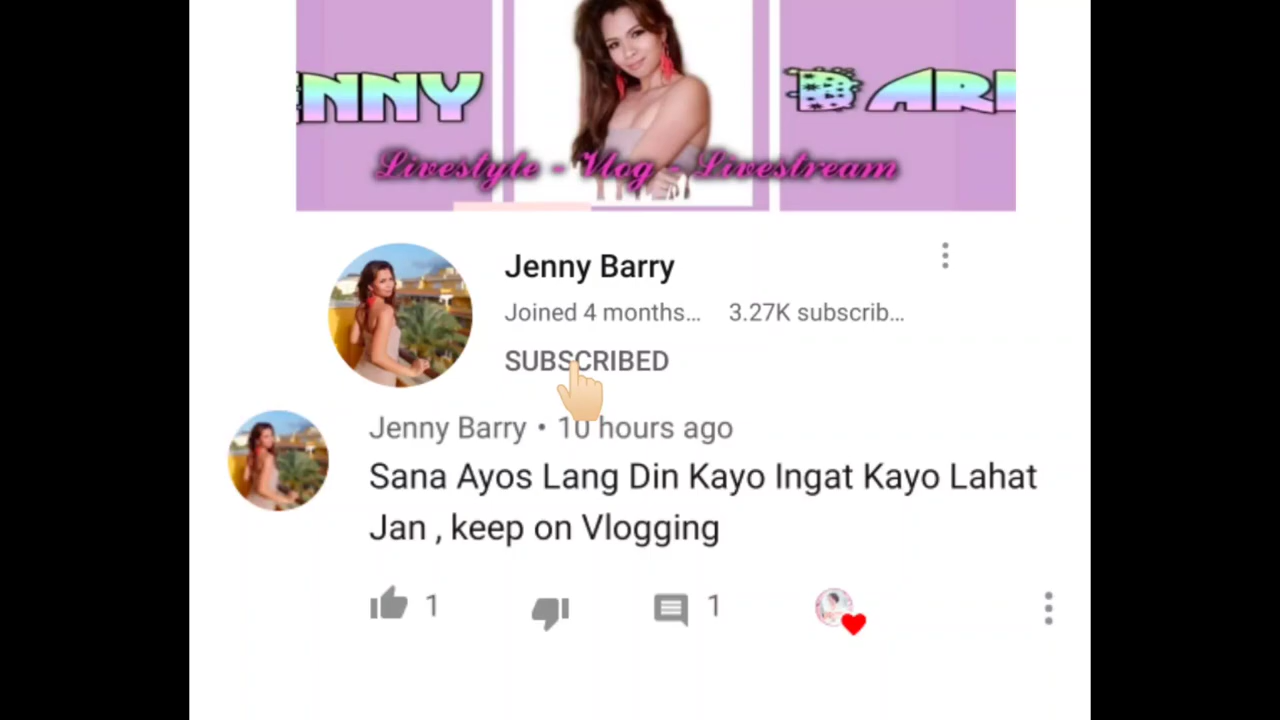 NNY BAR
Livestyle - Vlog - Livestream
Jenny Barry
Joined 4 months... 3.27K subscrib...
SUBSCRIBED
Jenny Barry • 10 hours ago
Sana Ayos Lang Din Kayo Ingat Kayo Lahat
Jan , keep on Vlogging
1 1